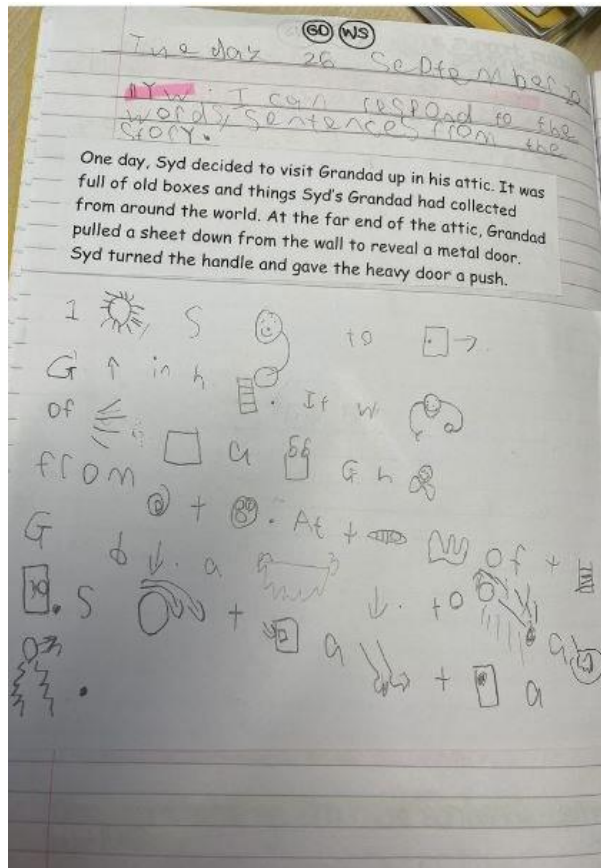 GD WS
Tueday 26 September
I can respond to the
words/sentences from the
story.
One day, Syd decided to visit Grandad up in his attic. It was
full of old boxes and things Syd's Grandad had collected
from around the world. At the far end of the attic, Grandad
pulled a sheet down from the wall to reveal a metal door.
Syd turned the handle and gave the heavy door a push.
1 S to
G in h . It w
of a G h
from + . At + of + 
G a to a
. S + a + a
.